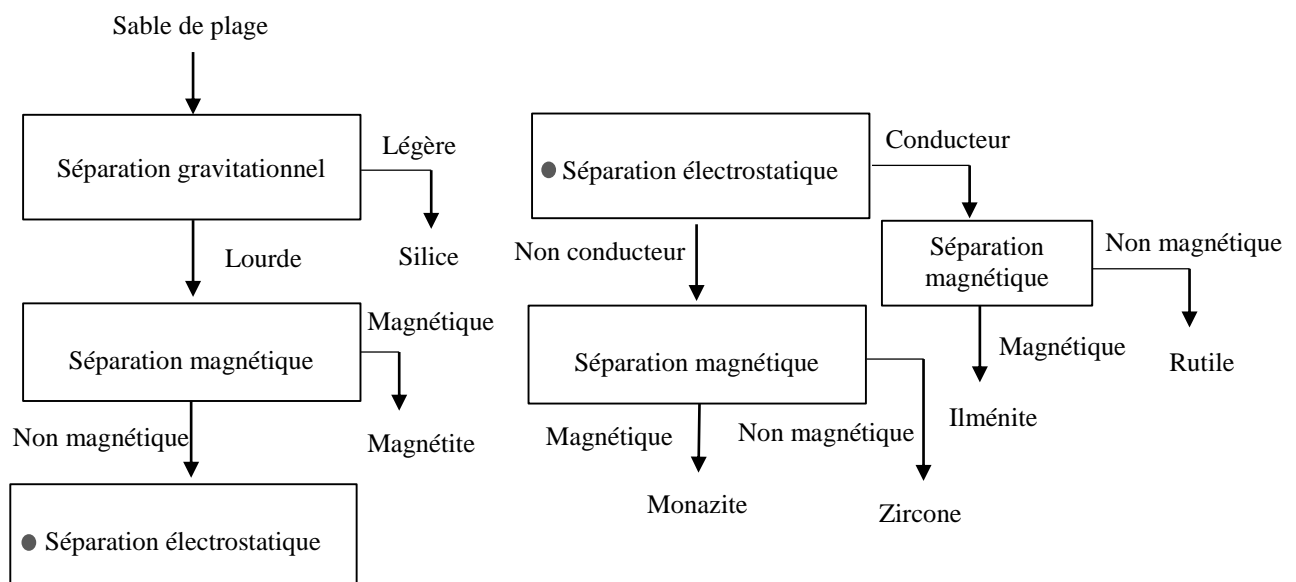 Sable de plage
Séparation gravitationnel
Légère
Lourde
Silice
Séparation magnétique
Magnétique
Non magnétique
Magnétite
Séparation électrostatique
Séparation électrostatique
Conducteur
Non conducteur
Séparation
magnétique
Non magnétique
Magnétique
Rutile
Ilménite
Séparation magnétique
Magnétique
Non magnétique
Monazite
Zircone